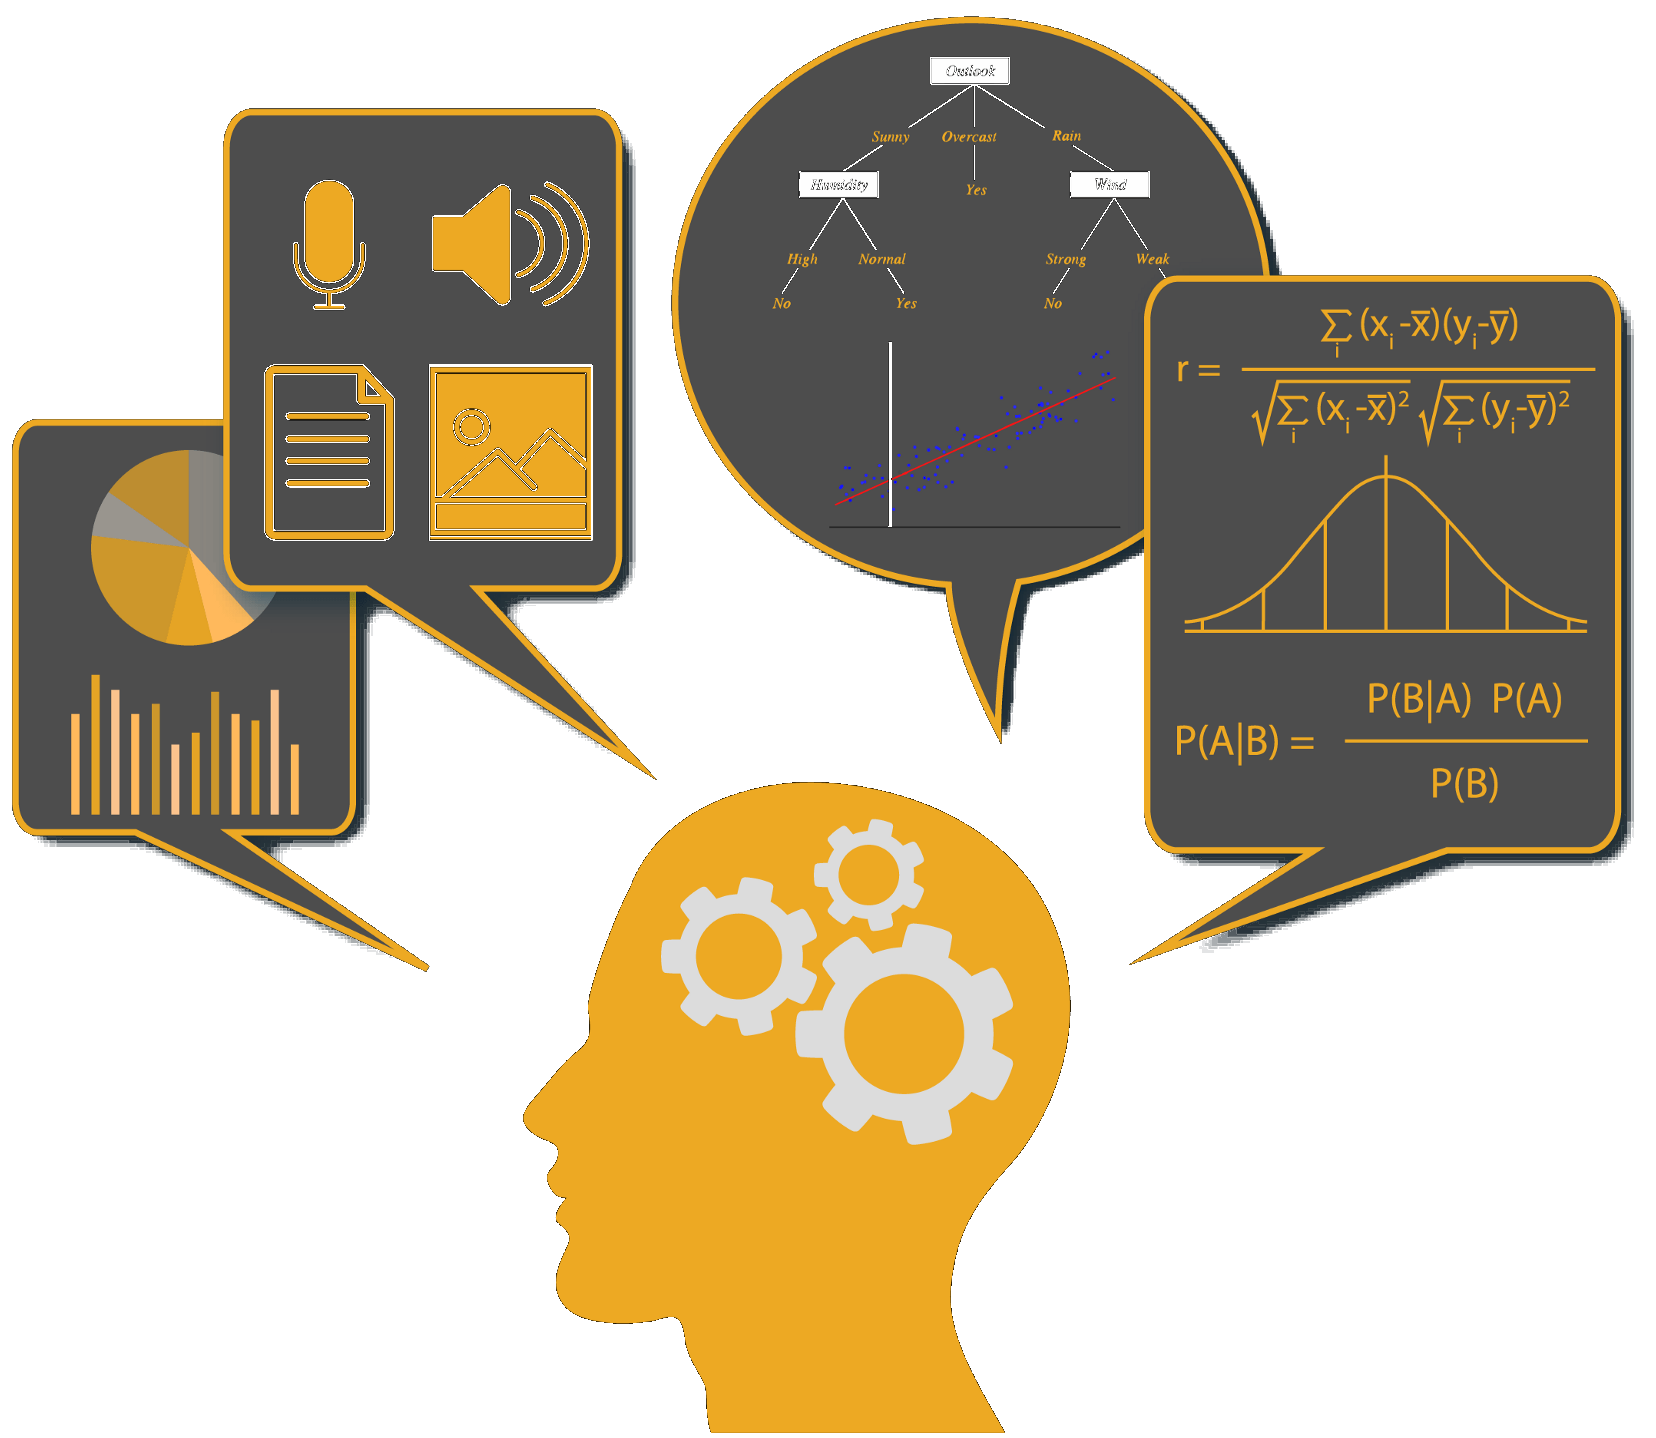 Outlook
Sunny Overcast Rain
Humidity Yes Wind
High Normal Strong Weak
No Yes No
r = ∑i (xi-x̅)(yi-y̅)
√∑i (xi-x̅)² √∑i (yi-y̅)²
P(B|A) P(A)
P(A|B) =
P(B)